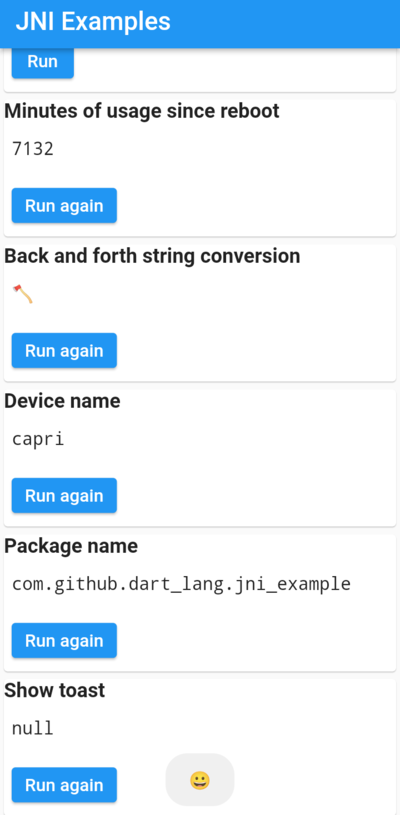 JNI Examples
Run
Minutes of usage since reboot
7132
Run again
Back and forth string conversion
🪓
Run again
Device name
capri
Run again
Package name
com.github.dart_lang.jni_example
Run again
Show toast
null
Run again
😀